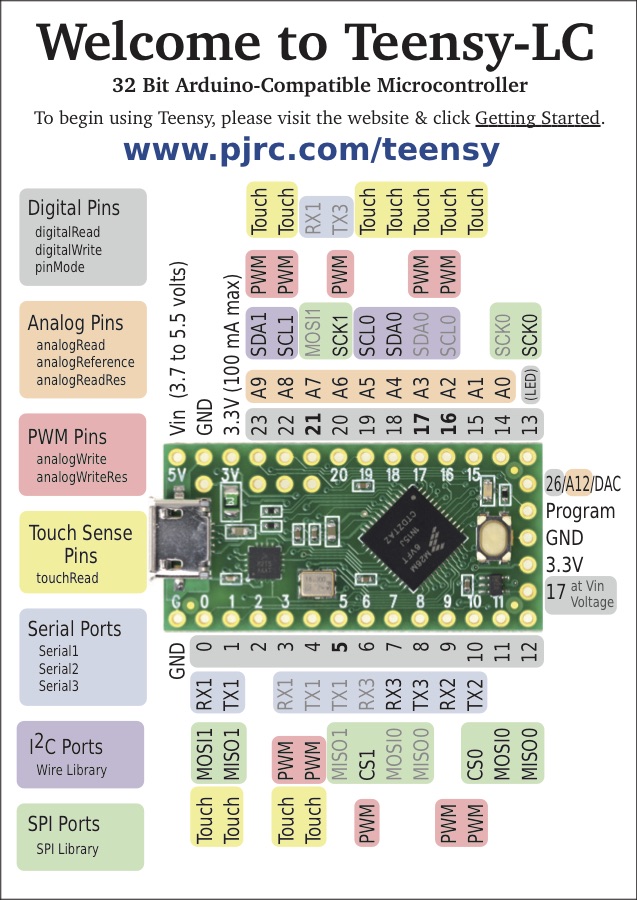 Welcome to Teensy-LC
32 Bit Arduino-Compatible Microcontroller
To begin using Teensy, please visit the website & click Getting Started.
www.pjrc.com/teensy
Digital Pins
digitalRead
digitalWrite
pinMode
Analog Pins
analogRead
analogReference
analogReadRes
PWM Pins
analogWrite
analogWriteRes
Touch Sense
Pins
touchRead
Serial Ports
Serial1
Serial2
Serial3
I2C Ports
Wire Library
SPI Ports
SPI Library
Touch Touch RX1 TX3 Touch Touch Touch Touch Touch
PWM PWM PWM PWM PWM
SDA1 SCL1 MOSI1 SCK1 SCL0 SDA0 SDA0 SCL0 SCK0 SCK0
A9 A8 A7 A6 A5 A4 A3 A2 A1 A0 (LED)
Vin (3.7 to 5.5 volts) GND 3.3V (100 mA max) 23 22 21 20 19 18 17 16 15 14 13
5V 3V 20 19 18 17 16 15
1N15J
CTQZ1AZ
M26M
G 0 1 2 3 4 5 6 7 8 9 10 11
26/A12/DAC
Program
GND
3.3V
17 at Vin
Voltage
GND 0 1 2 3 4 5 6 7 8 9 10 11 12
RX1 TX1 RX1 TX1 TX1 RX3 RX3 TX3 RX2 TX2
MOSI1 MISO1 PWM PWM MISO1 CS1 MOSI0 MISO0 CS0 MOSI0 MISO0
Touch Touch Touch Touch PWM PWM PWM